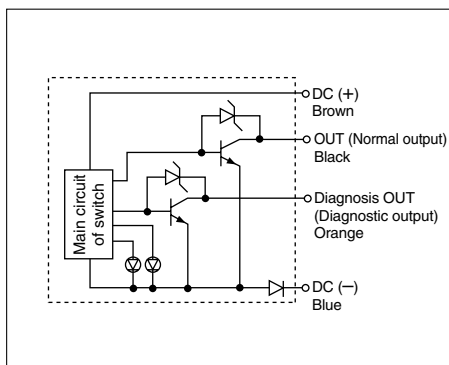 DC (+)
Brown
OUT (Normal output)
Black
Main circuit
of switch
Diagnosis OUT
(Diagnostic output)
Orange
DC (−)
Blue